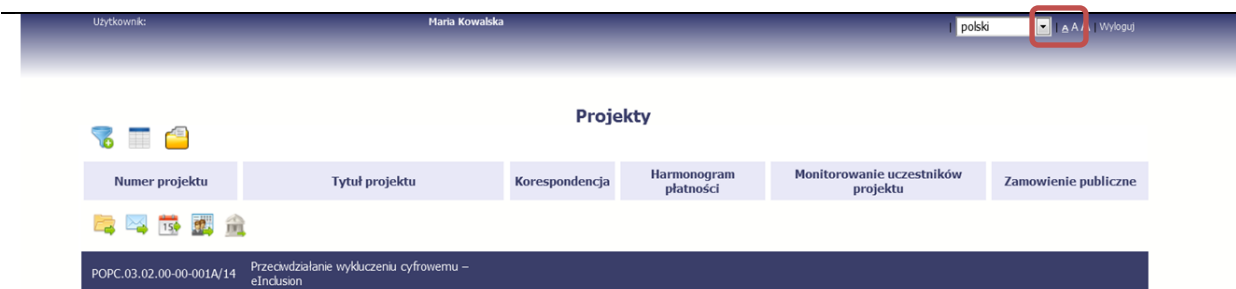 Użytkownik: Maria Kowalska | polski | A A A | Wyloguj
Projekty
Numer projektu Tytuł projektu Korespondencja Harmonogram płatności Monitorowanie uczestników projektu Zamowienie publiczne
15
POPC.03.02.00-00-001A/14 Przeciwdziałanie wykluczeniu cyfrowemu –
eInclusion